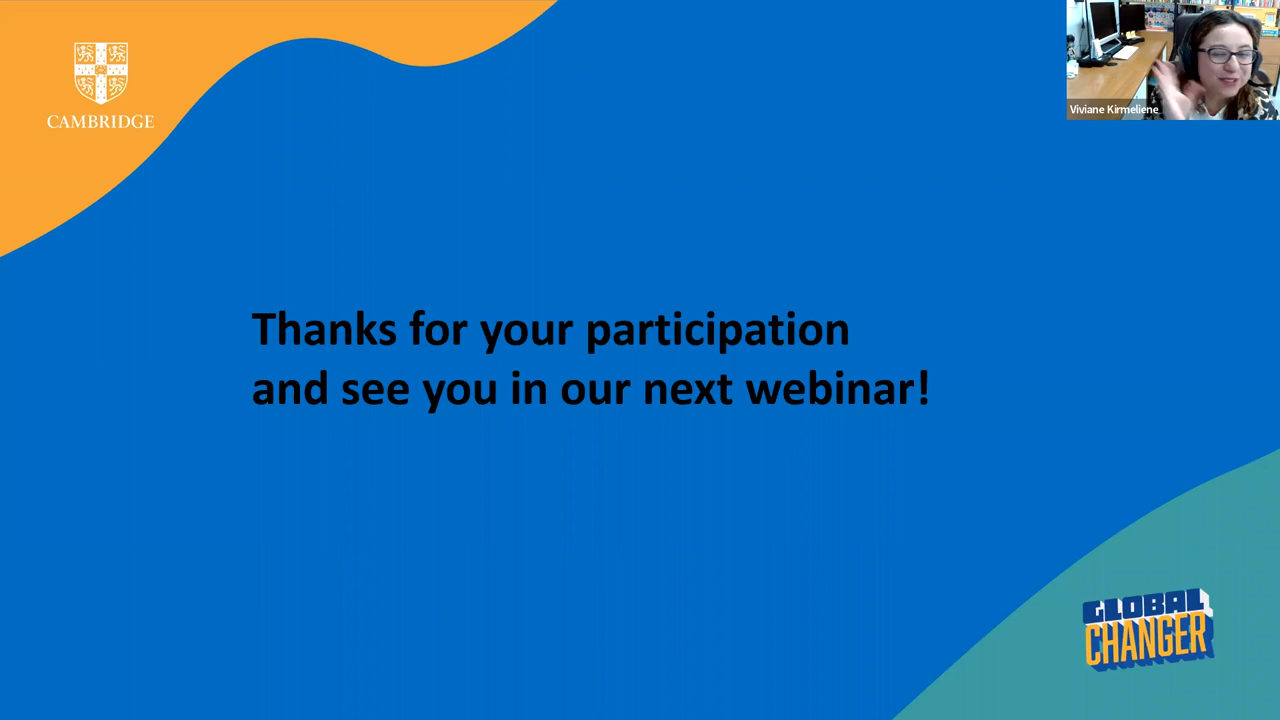 CAMBRIDGE
Viviane Kirmeliene
Thanks for your participation
and see you in our next webinar!
GLOBAL
CHANGER